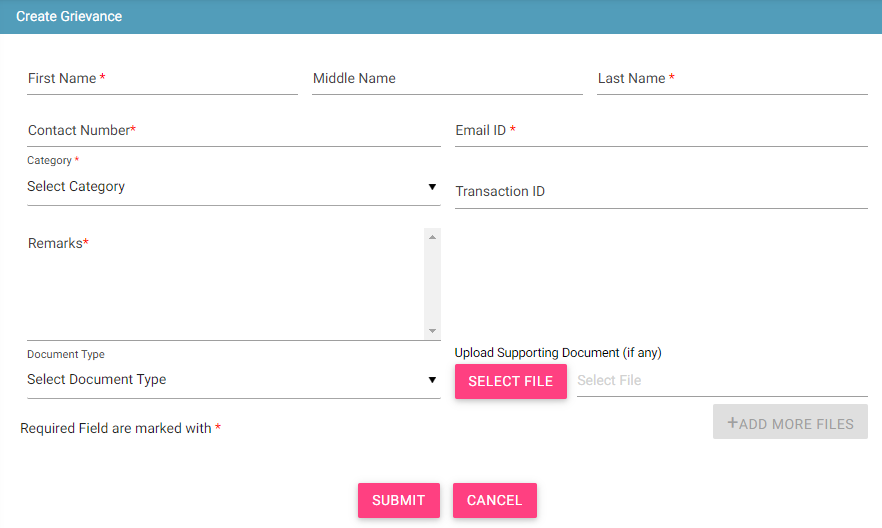 Create Grievance
First Name *
Middle Name
Last Name *
Contact Number*
Email ID *
Category *
Select Category
Transaction ID
Remarks*
Document Type
Upload Supporting Document (if any)
Select Document Type
SELECT FILE
Select File
+ADD MORE FILES
Required Field are marked with *
SUBMIT
CANCEL